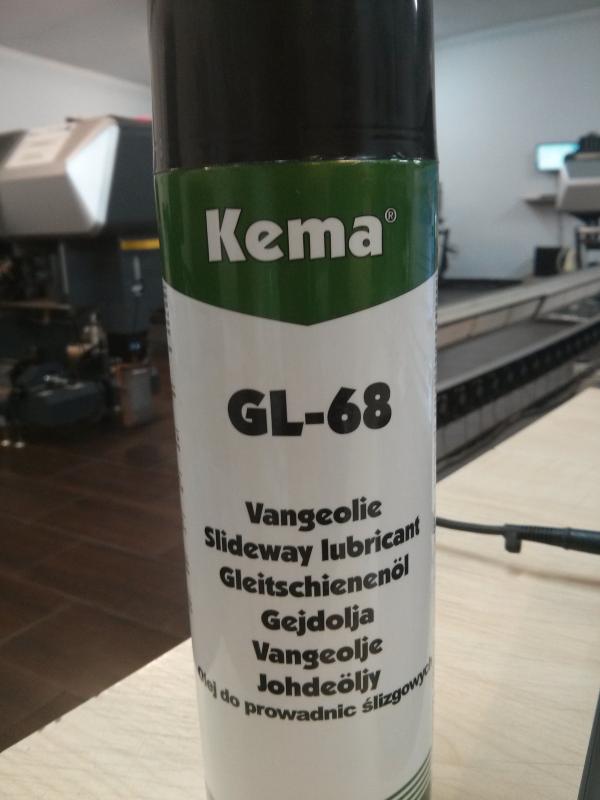 Kema®
GL-68
Vangeolie
Slideway lubricant
Gleitschienenöl
Gejdolja
Vangeolje
Johdeöljy
Olej do prowadnic ślizgowych